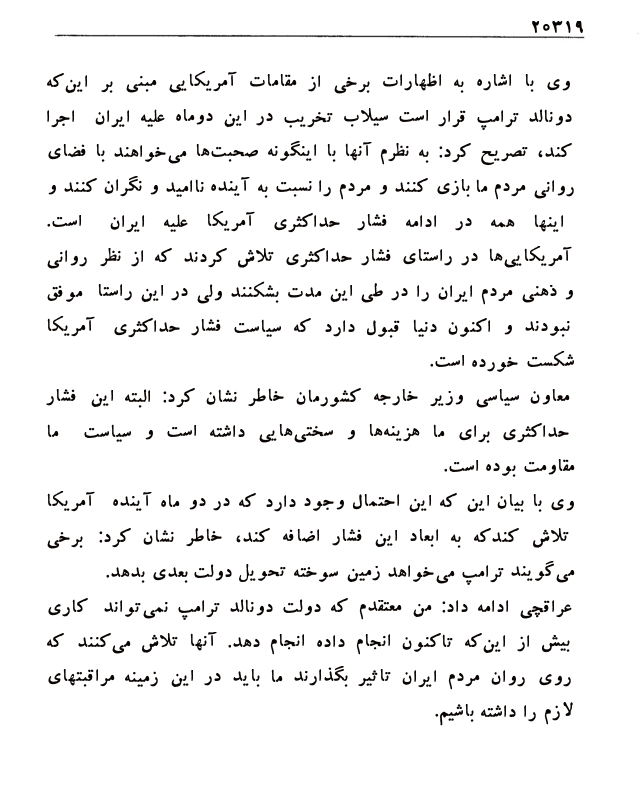 ۲۰۳۱۹
وی با اشاره به اظهارات برخی از مقامات آمریکایی مبنی بر این‌که
دونالد ترامپ قرار است سیلاب تخریب در این دوماه علیه ایران اجرا
کند، تصریح کرد: به نظرم آنها با اینگونه صحبت‌ها می‌خواهند با فضای
روانی مردم ما بازی کنند و مردم را نسبت به آینده ناامید و نگران کنند و
اینها همه در ادامه فشار حداکثری آمریکا علیه ایران است.
آمریکایی‌ها در راستای فشار حداکثری تلاش کردند که از نظر روانی
و ذهنی مردم ایران را در طی این مدت بشکنند ولی در این راستا موفق
نبودند و اکنون دنیا قبول دارد که سیاست فشار حداکثری آمریکا
شکست خورده است.
معاون سیاسی وزیر خارجه کشورمان خاطر نشان کرد: البته این فشار
حداکثری برای ما هزینه‌ها و سختی‌هایی داشته است و سیاست ما
مقاومت بوده است.
وی با بیان این که این احتمال وجود دارد که در دو ماه آینده آمریکا
تلاش کندکه به ابعاد این فشار اضافه کند، خاطر نشان کرد: برخی
می‌گویند ترامپ می‌خواهد زمین سوخته تحویل دولت بعدی بدهد.
عراقچی ادامه داد: من معتقدم که دولت دونالد ترامپ نمی‌تواند کاری
بیش از این‌که تاکنون انجام داده انجام دهد. آنها تلاش می‌کنند که
روی روان مردم ایران تاثیر بگذارند ما باید در این زمینه مراقبتهای
لازم را داشته باشیم.